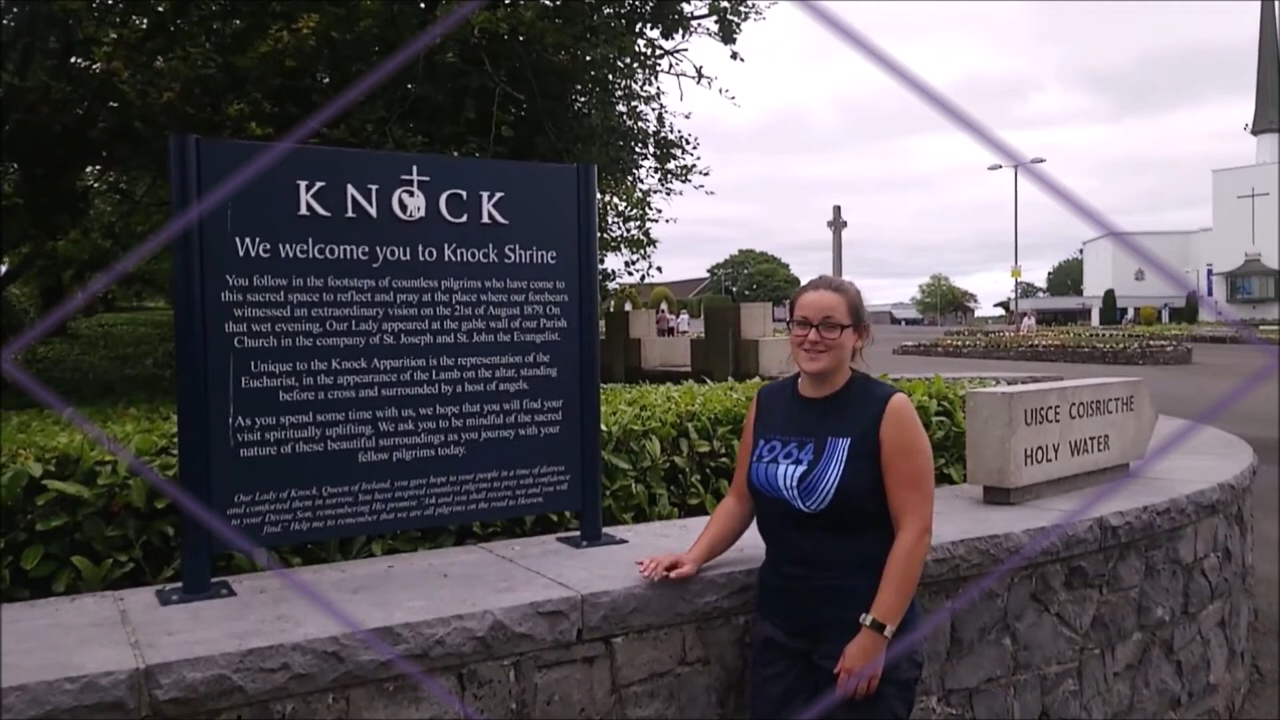 KNOCK
We welcome you to Knock Shrine
You follow in the footsteps of countless pilgrims who have come to
this sacred space to reflect and pray at the place where our forebears
witnessed an extraordinary vision on the 21st of August 1879. On
that wet evening, Our Lady appeared at the gable wall of our Parish
Church in the company of St. Joseph and St. John the Evangelist.
Unique to the Knock Apparition is the representation of the
Eucharist, in the appearance of the Lamb on the altar, standing
before a cross and surrounded by a host of angels.
As you spend some time with us, we hope that you will find your
visit spiritually uplifting. We ask you to be mindful of the sacred
nature of these beautiful surroundings as you journey with your
fellow pilgrims today.
Our Lady of Knock, Queen of Ireland, you gave hope to your people in a time of distress
and comforted them in sorrow. You have inspired countless pilgrims to pray with confidence
to your Divine Son, remembering His promise "Ask and you shall receive, see and you will
find." Help me to remember that we are all pilgrims on the road to Heaven.
1964
UISCE COISRICTHE
HOLY WATER